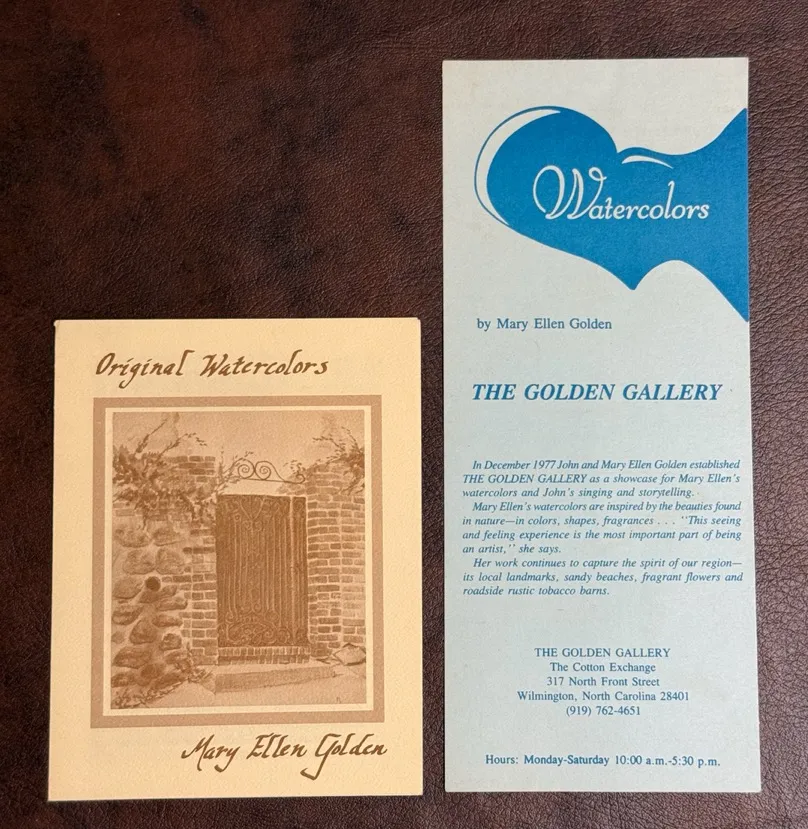 Original Watercolors
Mary Ellen Golden
Watercolors
by Mary Ellen Golden
THE GOLDEN GALLERY
In December 1977 John and Mary Ellen Golden established
THE GOLDEN GALLERY as a showcase for Mary Ellen's
watercolors and John's singing and storytelling.
Mary Ellen's watercolors are inspired by the beauties found
in nature—in colors, shapes, fragrances . . . "This seeing
and feeling experience is the most important part of being
an artist," she says.
Her work continues to capture the spirit of our region—
its local landmarks, sandy beaches, fragrant flowers and
roadside rustic tobacco barns.
THE GOLDEN GALLERY
The Cotton Exchange
317 North Front Street
Wilmington, North Carolina 28401
(919) 762-4651
Hours: Monday-Saturday 10:00 a.m.-5:30 p.m.